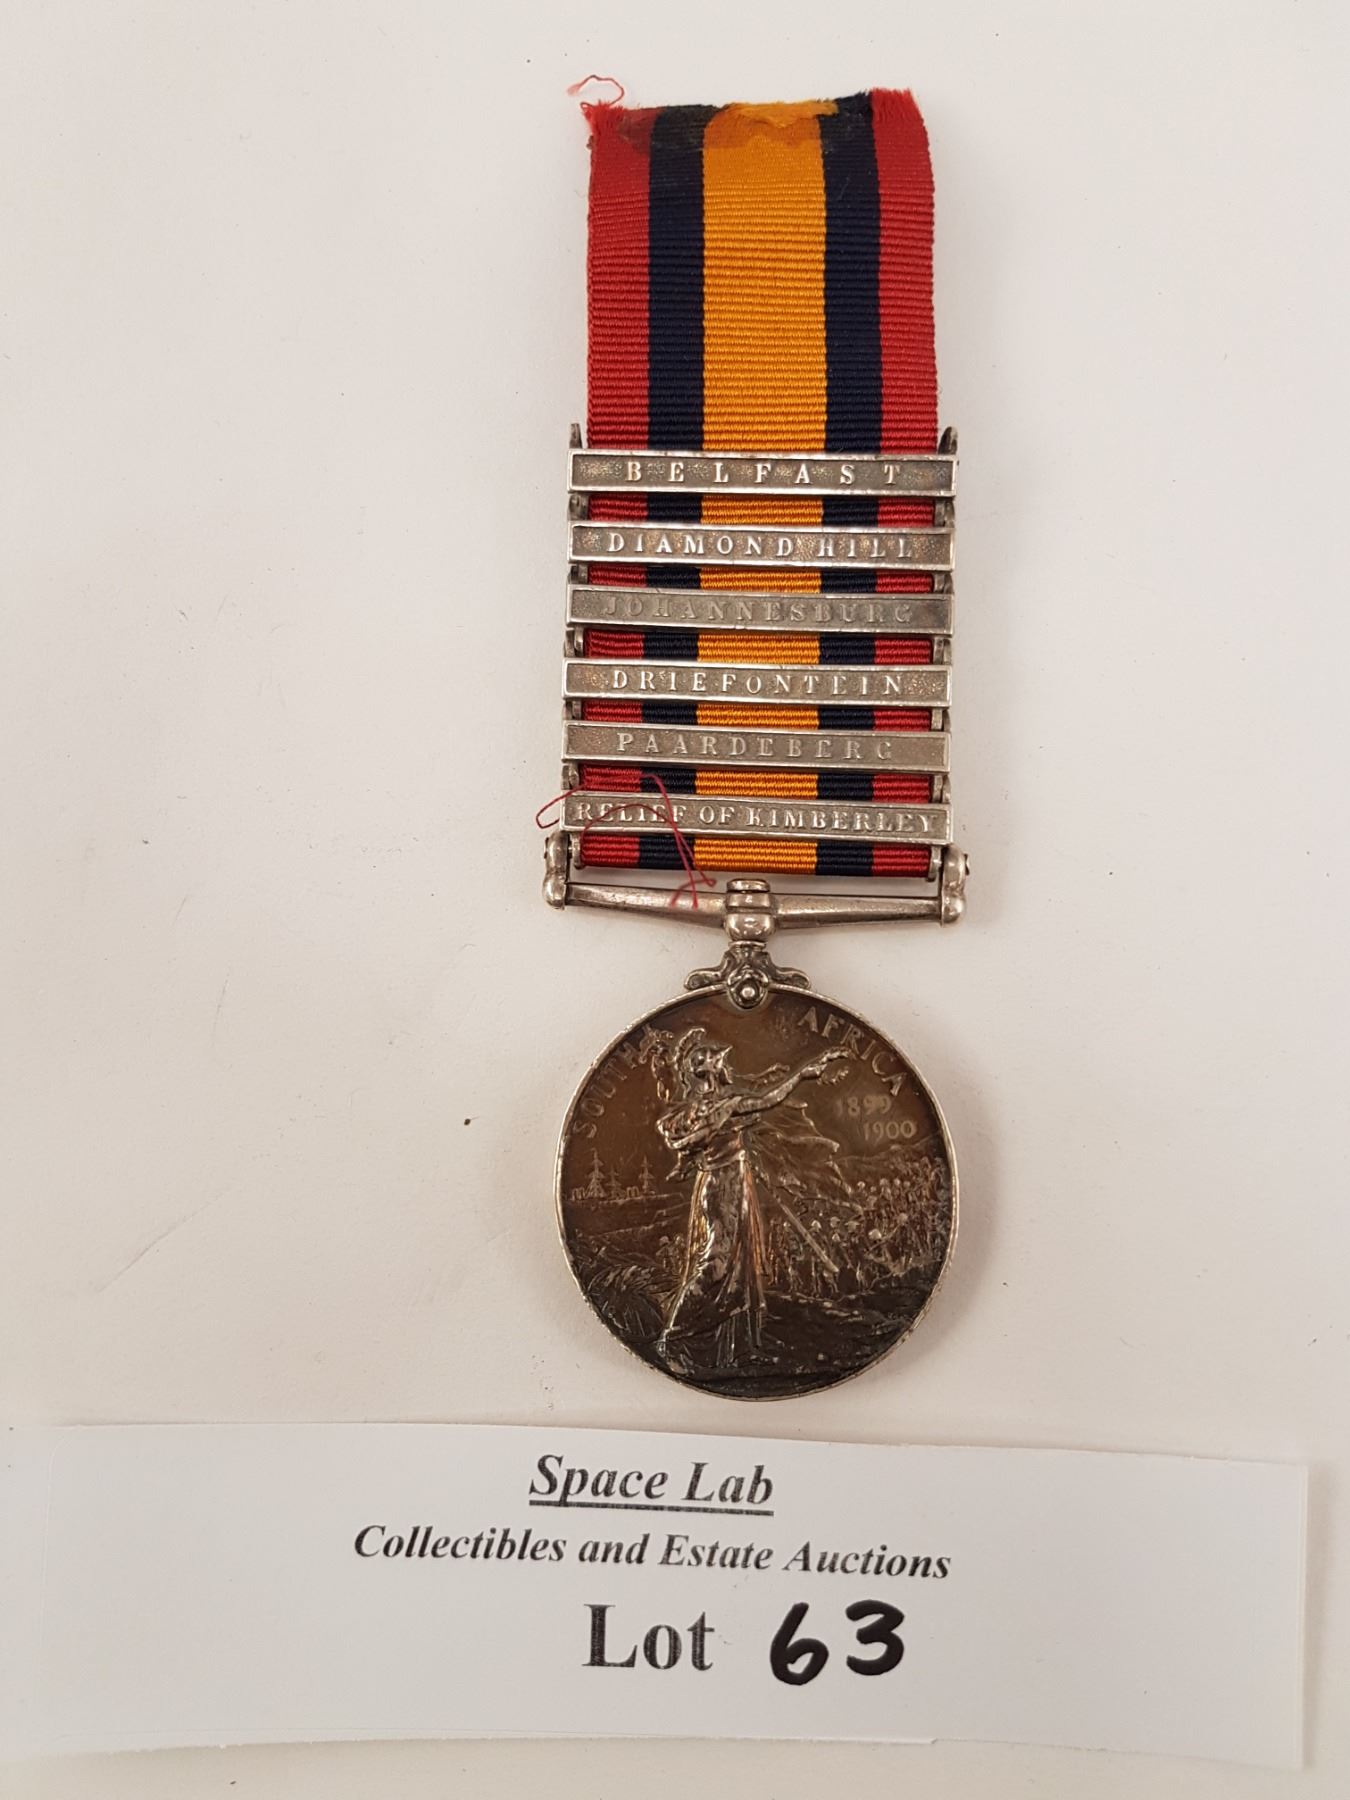 BELFAST
DIAMOND HILL
JOHANNESBURG
DRIEFONTEIN
PAARDEBERG
RELIEF OF KIMBERLEY
SOUTH AFRICA
1899
1900
Space Lab
Collectibles and Estate Auctions
Lot 63